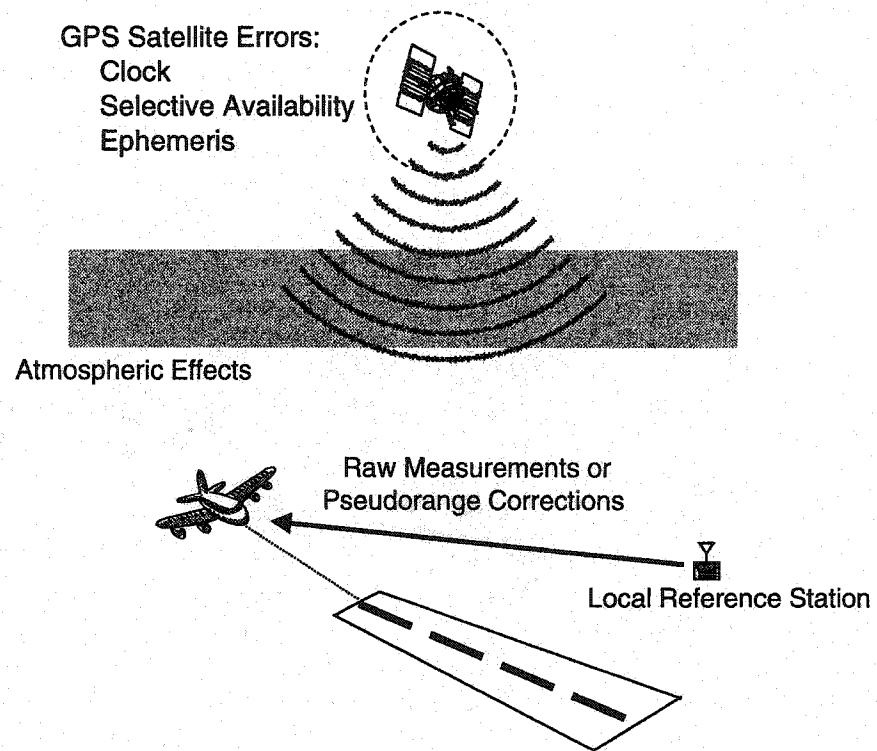 GPS Satellite Errors:
Clock
Selective Availability
Ephemeris
Atmospheric Effects
Raw Measurements or
Pseudorange Corrections
Local Reference Station